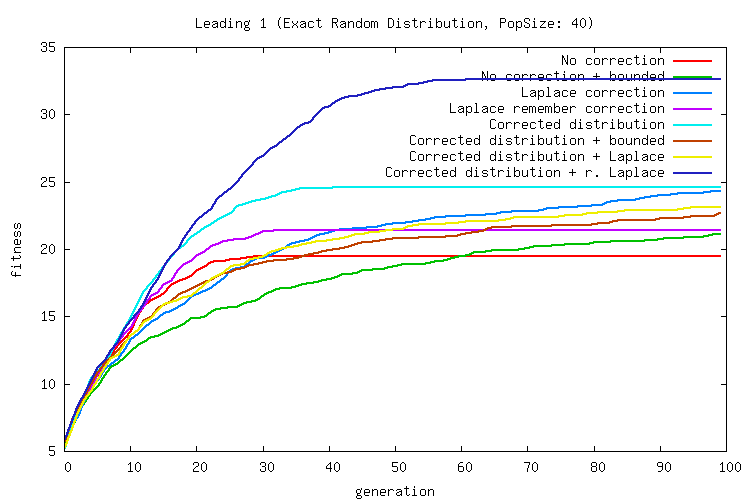 Leading 1 (Exact Random Distribution, PopSize: 40)
35
30
25
20
15
10
5
fitness
No correction
No correction + bounded
Laplace correction
Laplace remember correction
Corrected distribution
Corrected distribution + bounded
Corrected distribution + Laplace
Corrected distribution + r. Laplace
0 10 20 30 40 50 60 70 80 90 100
generation